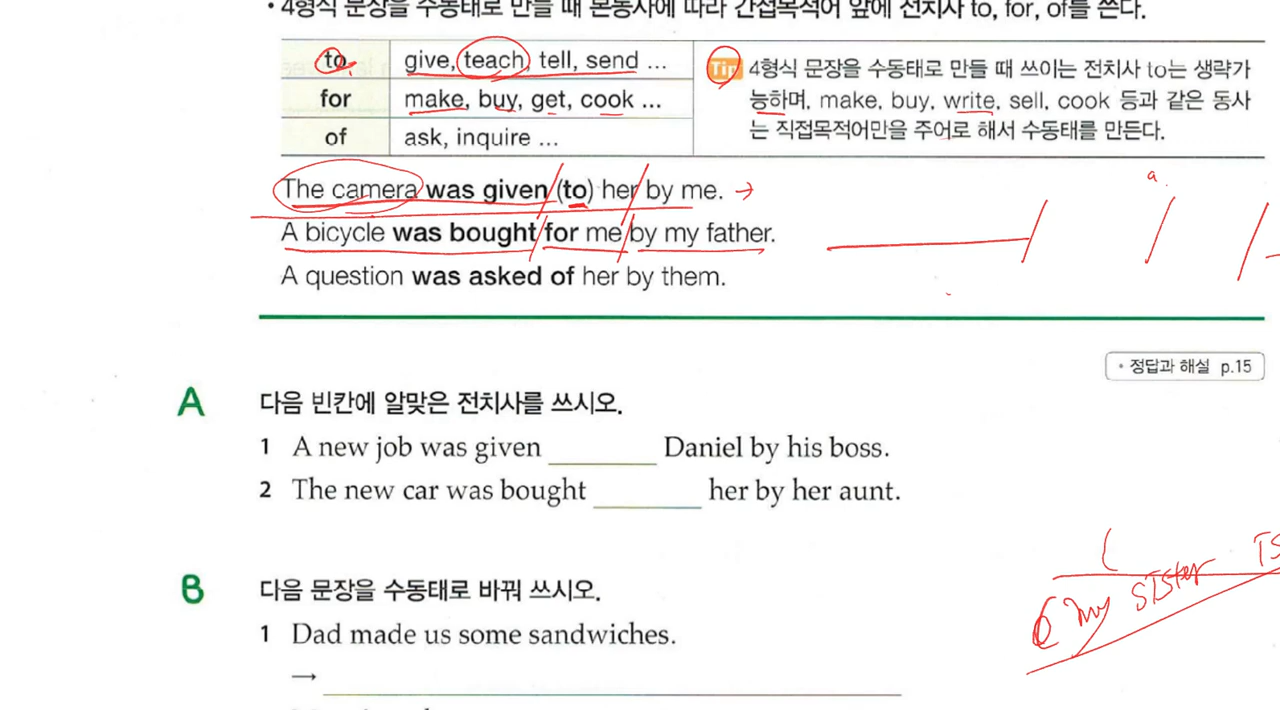 • 4형식 문장을 수동태로 만들 때 본동사에 따라 간접목적어 앞에 전치사 to, for, of를 쓴다.
to give, teach, tell, send ...
for make, buy, get, cook ...
of ask, inquire ...
Tip 4형식 문장을 수동태로 만들 때 쓰이는 전치사 to는 생략가
능하며, make, buy, write, sell, cook 등과 같은 동사
는 직접목적어만을 주어로 해서 수동태를 만든다.
The camera was given (to) her by me. →
a.
A bicycle was bought for me by my father.
A question was asked of her by them.
• 정답과 해설 p.15
A 다음 빈칸에 알맞은 전치사를 쓰시오.
1 A new job was given ______ Daniel by his boss.
2 The new car was bought ______ her by her aunt.
B 다음 문장을 수동태로 바꿔 쓰시오.
my sister IS
1 Dad made us some sandwiches.
→